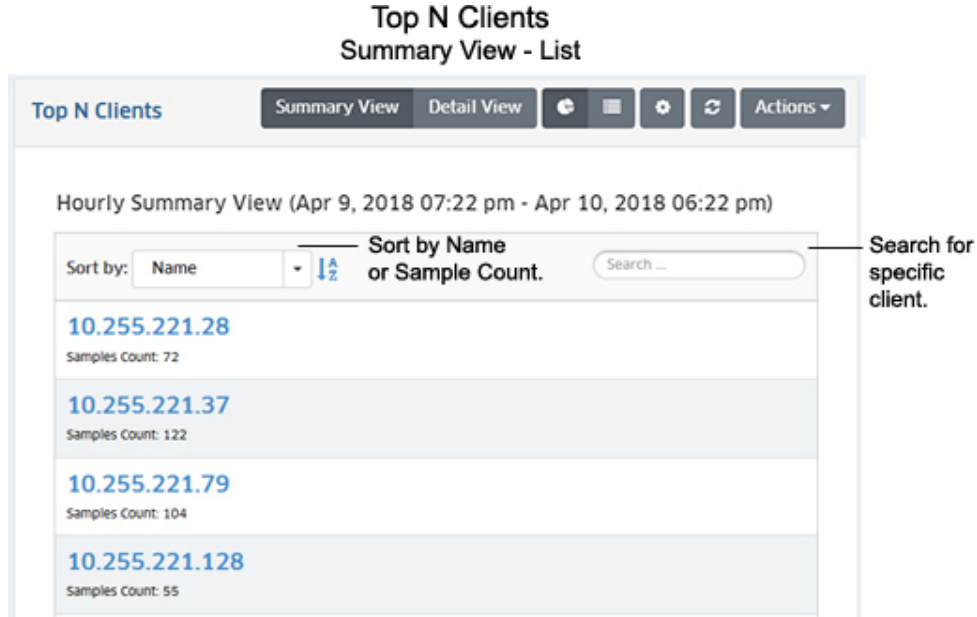 Top N Clients
Summary View - List
Top N Clients
Summary View
Detail View
Actions
Hourly Summary View (Apr 9, 2018 07:22 pm - Apr 10, 2018 06:22 pm)
Sort by:
Name
A
Z
Sort by Name
or Sample Count.
Search ...
Search for
specific
client.
10.255.221.28
Samples Count: 72
10.255.221.37
Samples Count: 122
10.255.221.79
Samples Count: 104
10.255.221.128
Samples Count: 55